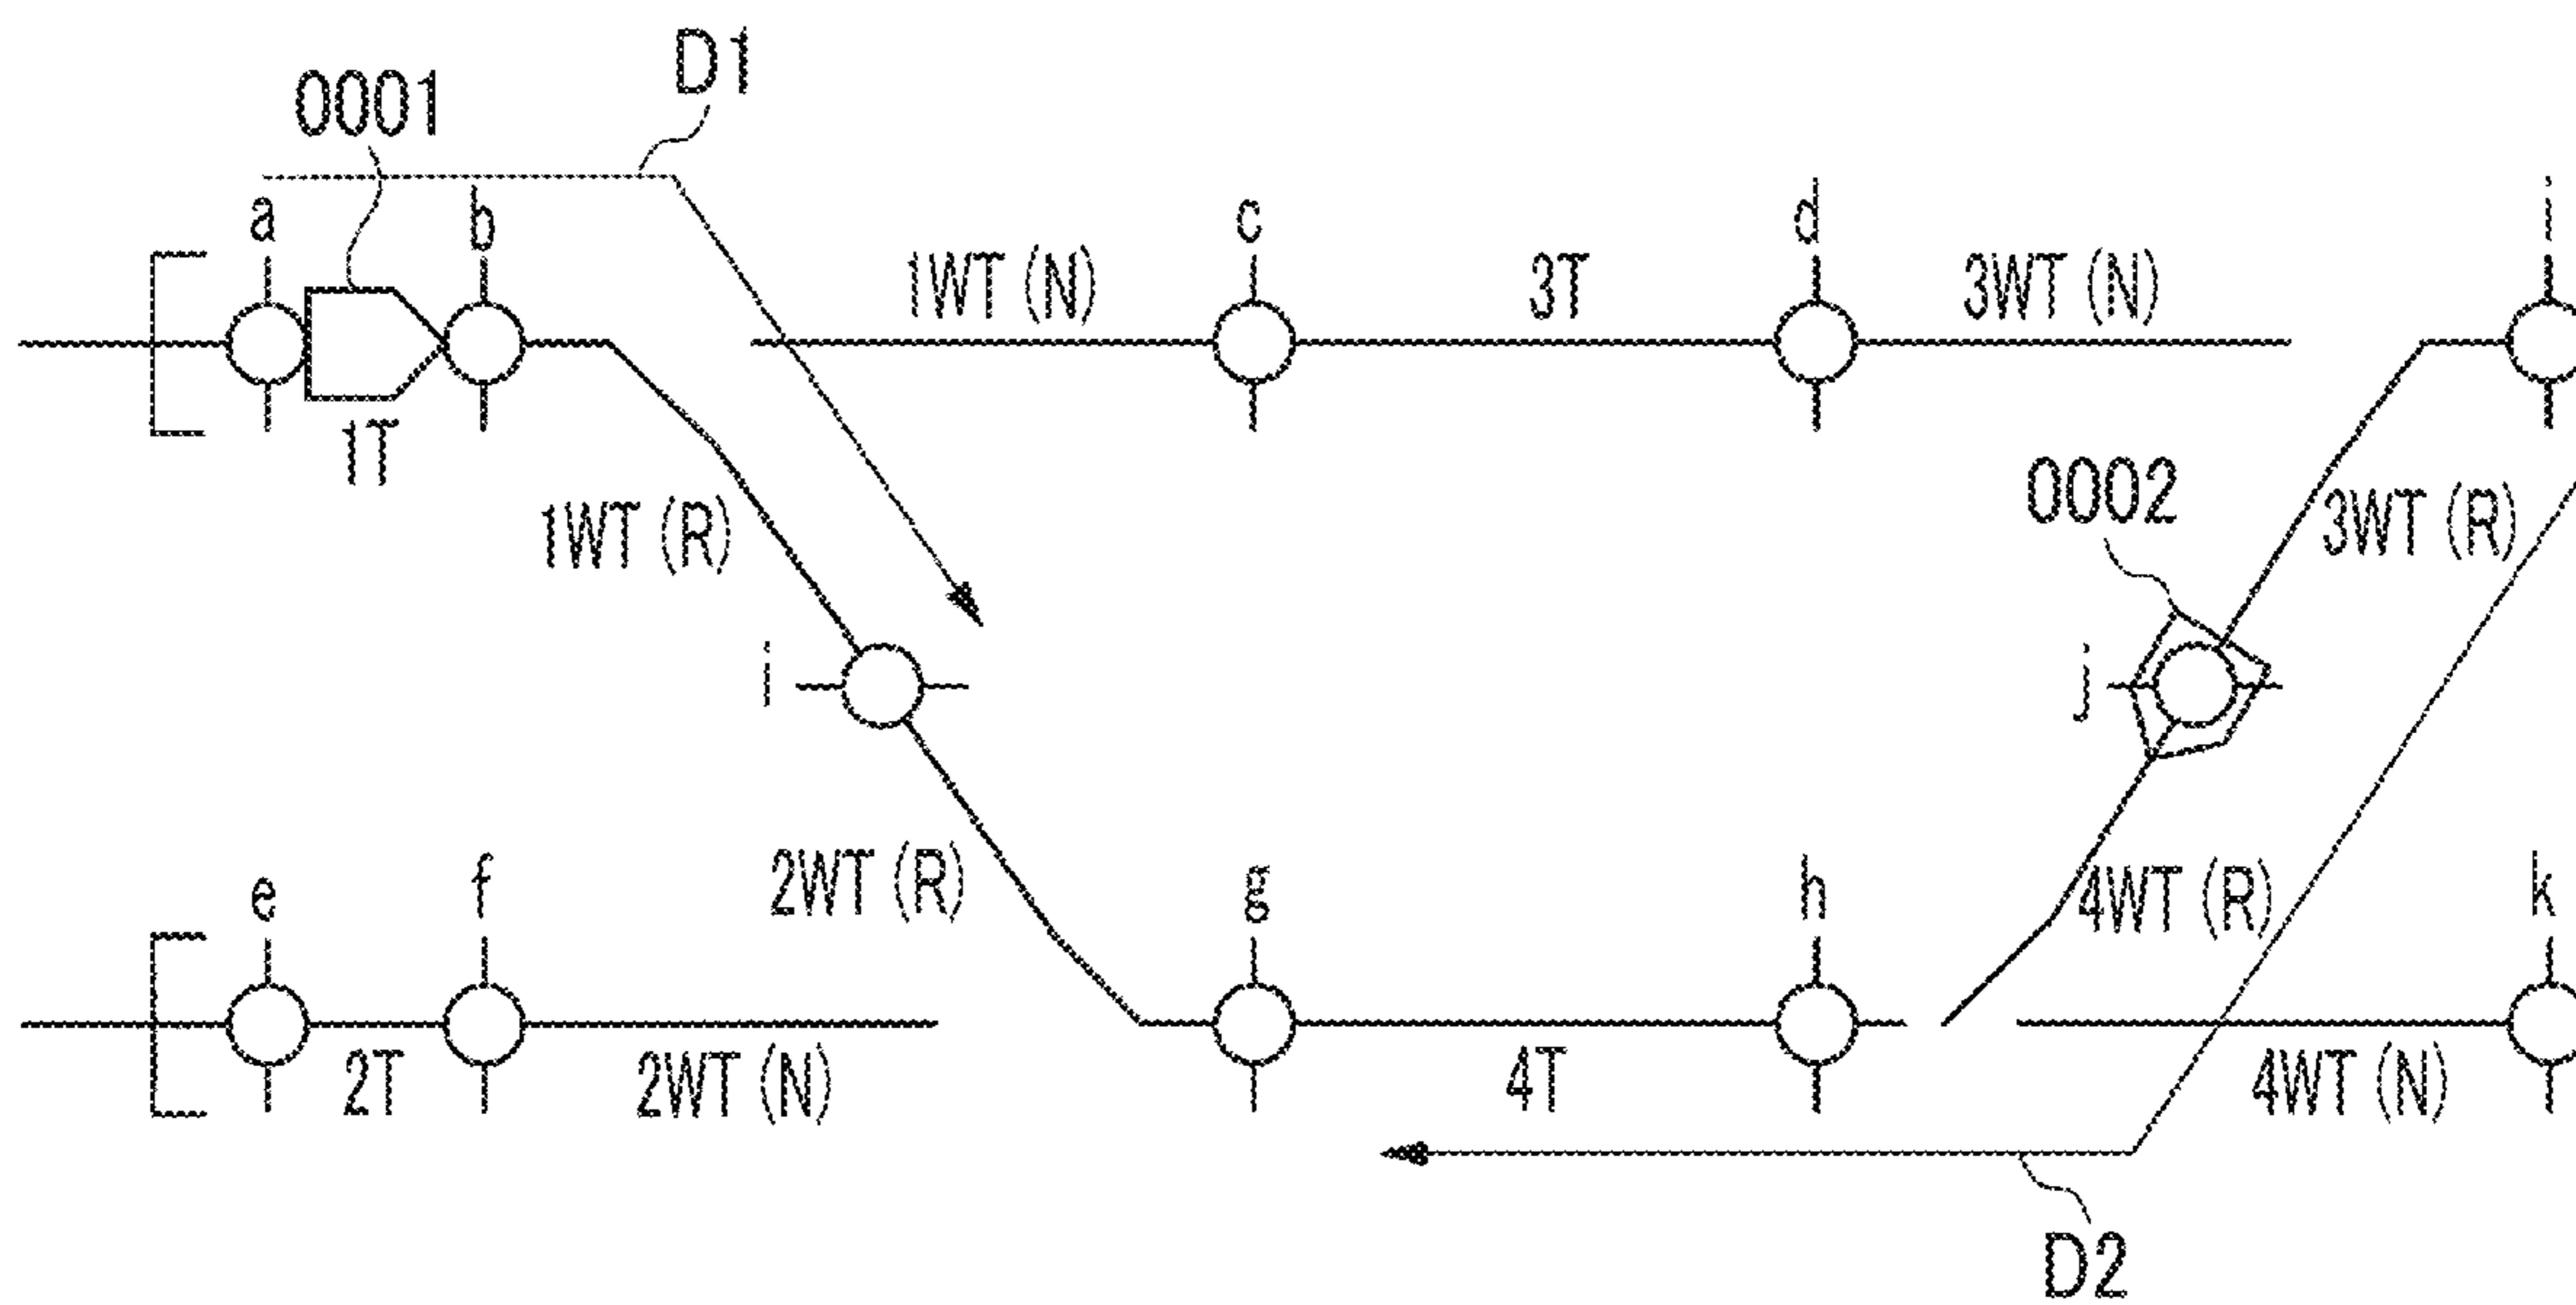 D1
0001
a b c d i
1WT (N) 3T 3WT (N)
1T
0002
1WT (R) 3WT (R)
i j
2WT (R) 4WT (R)
e f g h k
2T 2WT (N) 4T 4WT (N)
D2